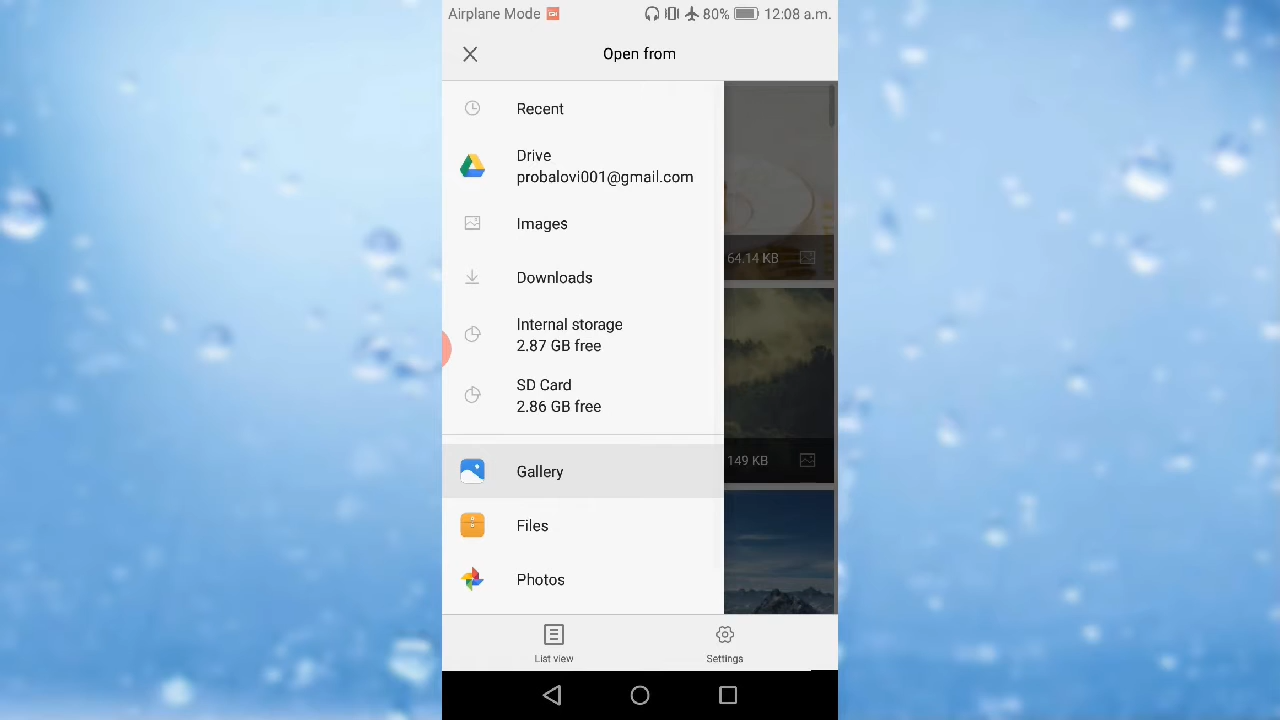 Airplane Mode 80% 12:08 a.m.
Open from
Recent
Drive
probalovi001@gmail.com
Images
64.14 KB
Downloads
Internal storage
2.87 GB free
SD Card
2.86 GB free
149 KB
Gallery
Files
Photos
List view Settings